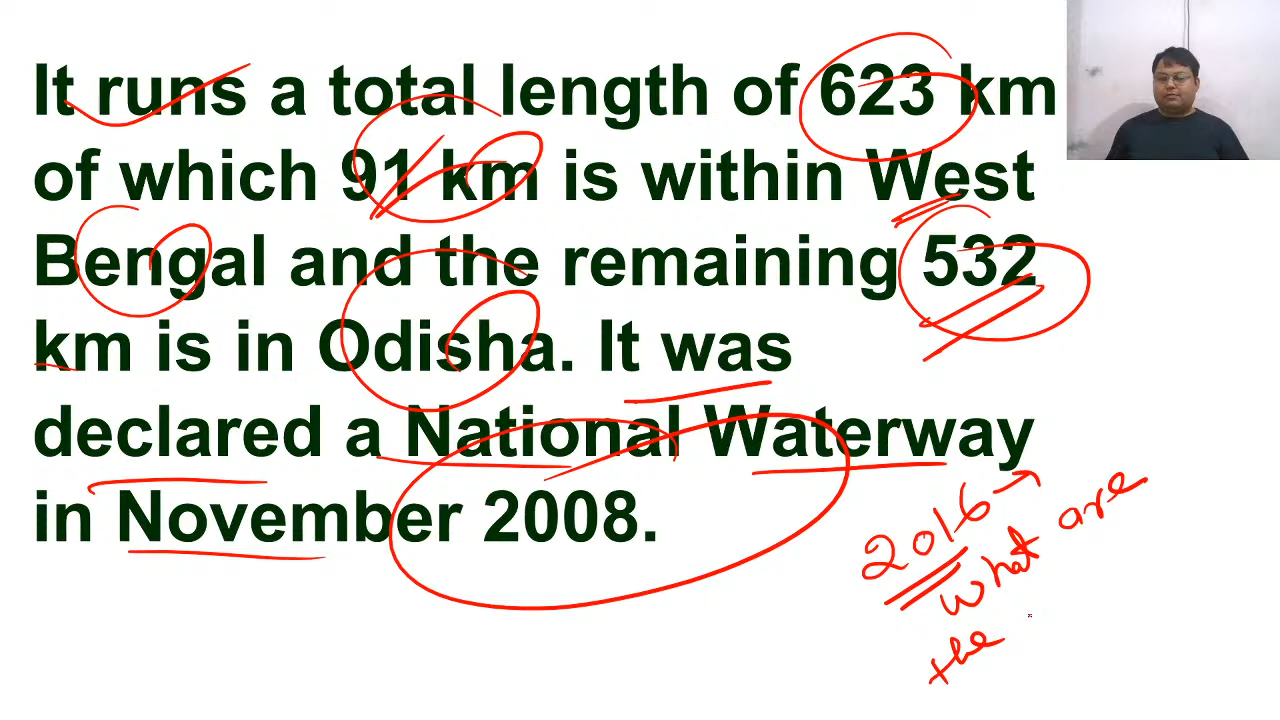 It runs a total length of 623 km
of which 91 km is within West
Bengal and the remaining 532
km is in Odisha. It was
declared a National Waterway
in November 2008.
2016 → What are
the